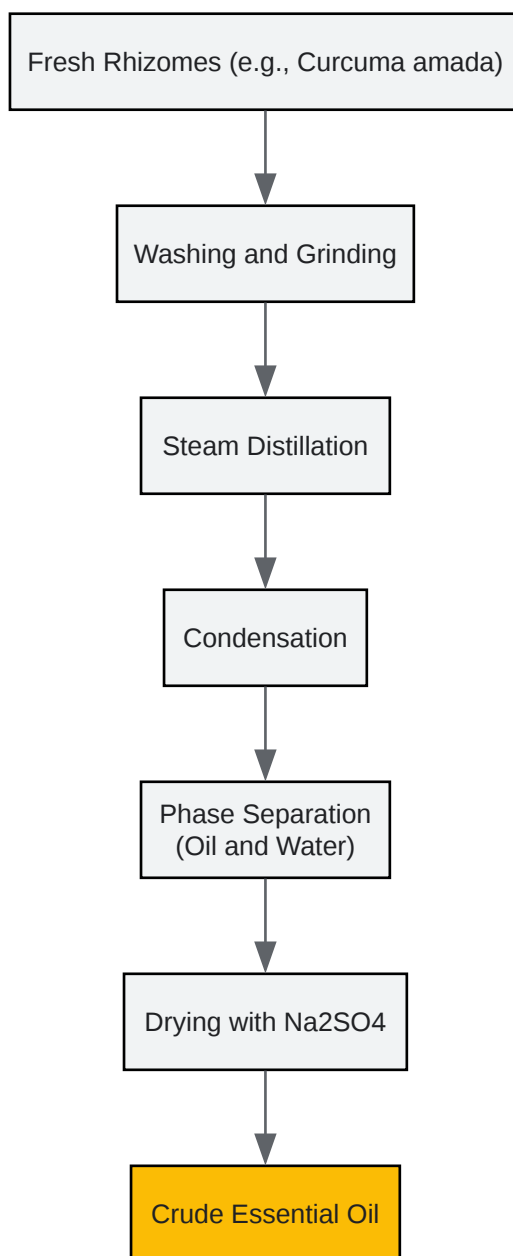 Fresh Rhizomes (e.g., Curcuma amada)
Washing and Grinding
Steam Distillation
Condensation
Phase Separation
(Oil and Water)
Drying with Na2SO4
Crude Essential Oil